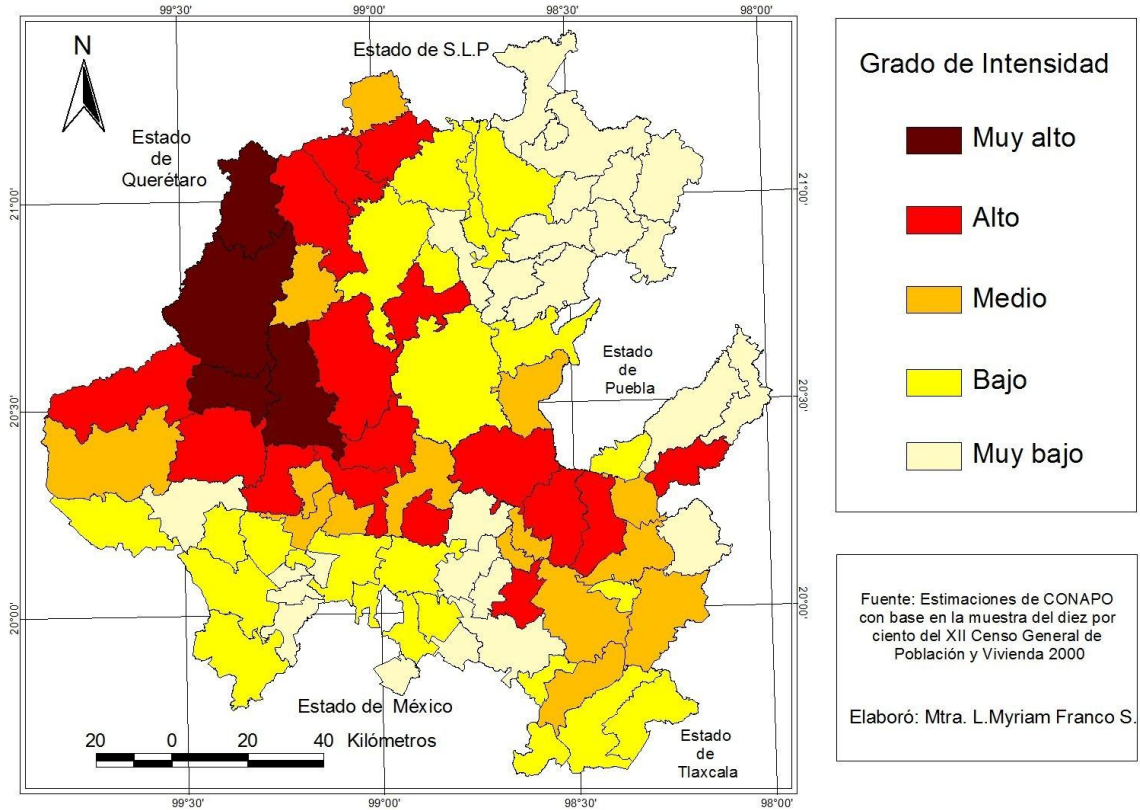 99°30'
99°00'
98°30'
98°00'
N
Estado de S.L.P
Estado
de
Querétaro
21°00'
21°00'
Estado
de
Puebla
20°30'
20°30'
20°00'
20°00'
Estado de México
20 0 20 40 Kilómetros
Estado
de
Tlaxcala
99°30'
99°00'
98°30'
98°00'
Grado de Intensidad
Muy alto
Alto
Medio
Bajo
Muy bajo
Fuente: Estimaciones de CONAPO
con base en la muestra del diez por
ciento del XII Censo General de
Población y Vivienda 2000
Elaboró: Mtra. L.Myriam Franco S.